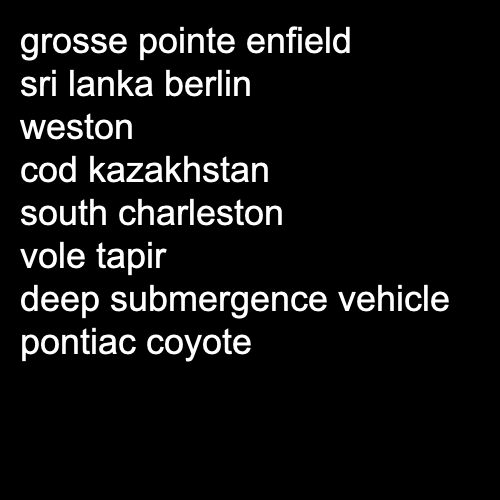 grosse pointe enfield
sri lanka berlin
weston
cod kazakhstan
south charleston
vole tapir
deep submergence vehicle
pontiac coyote